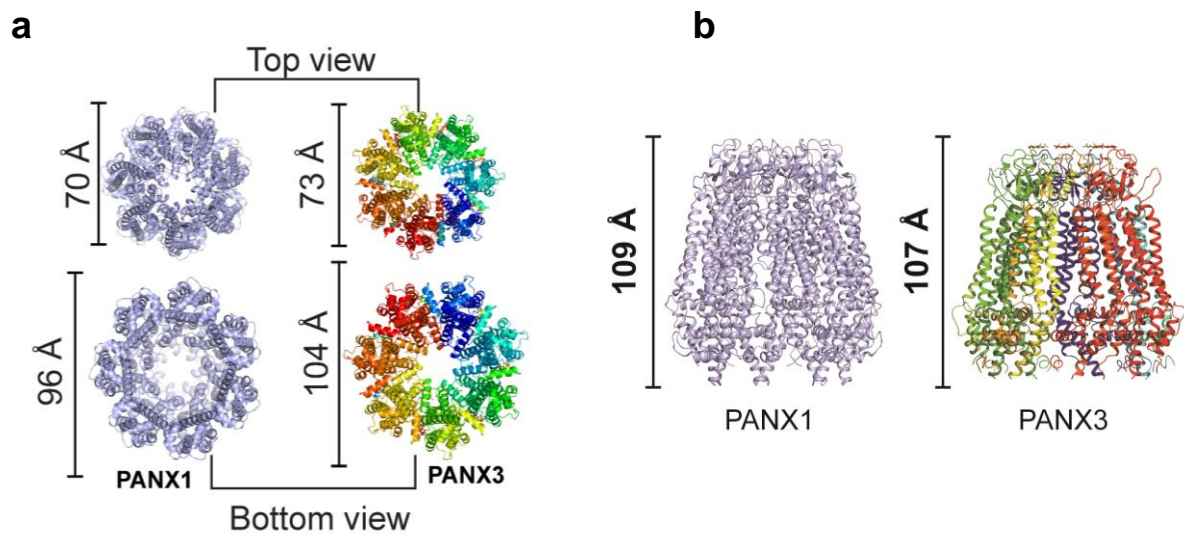 a
Top view
70 Å
73 Å
96 Å
104 Å
PANX1
PANX3
Bottom view
b
109 Å
107 Å
PANX1
PANX3